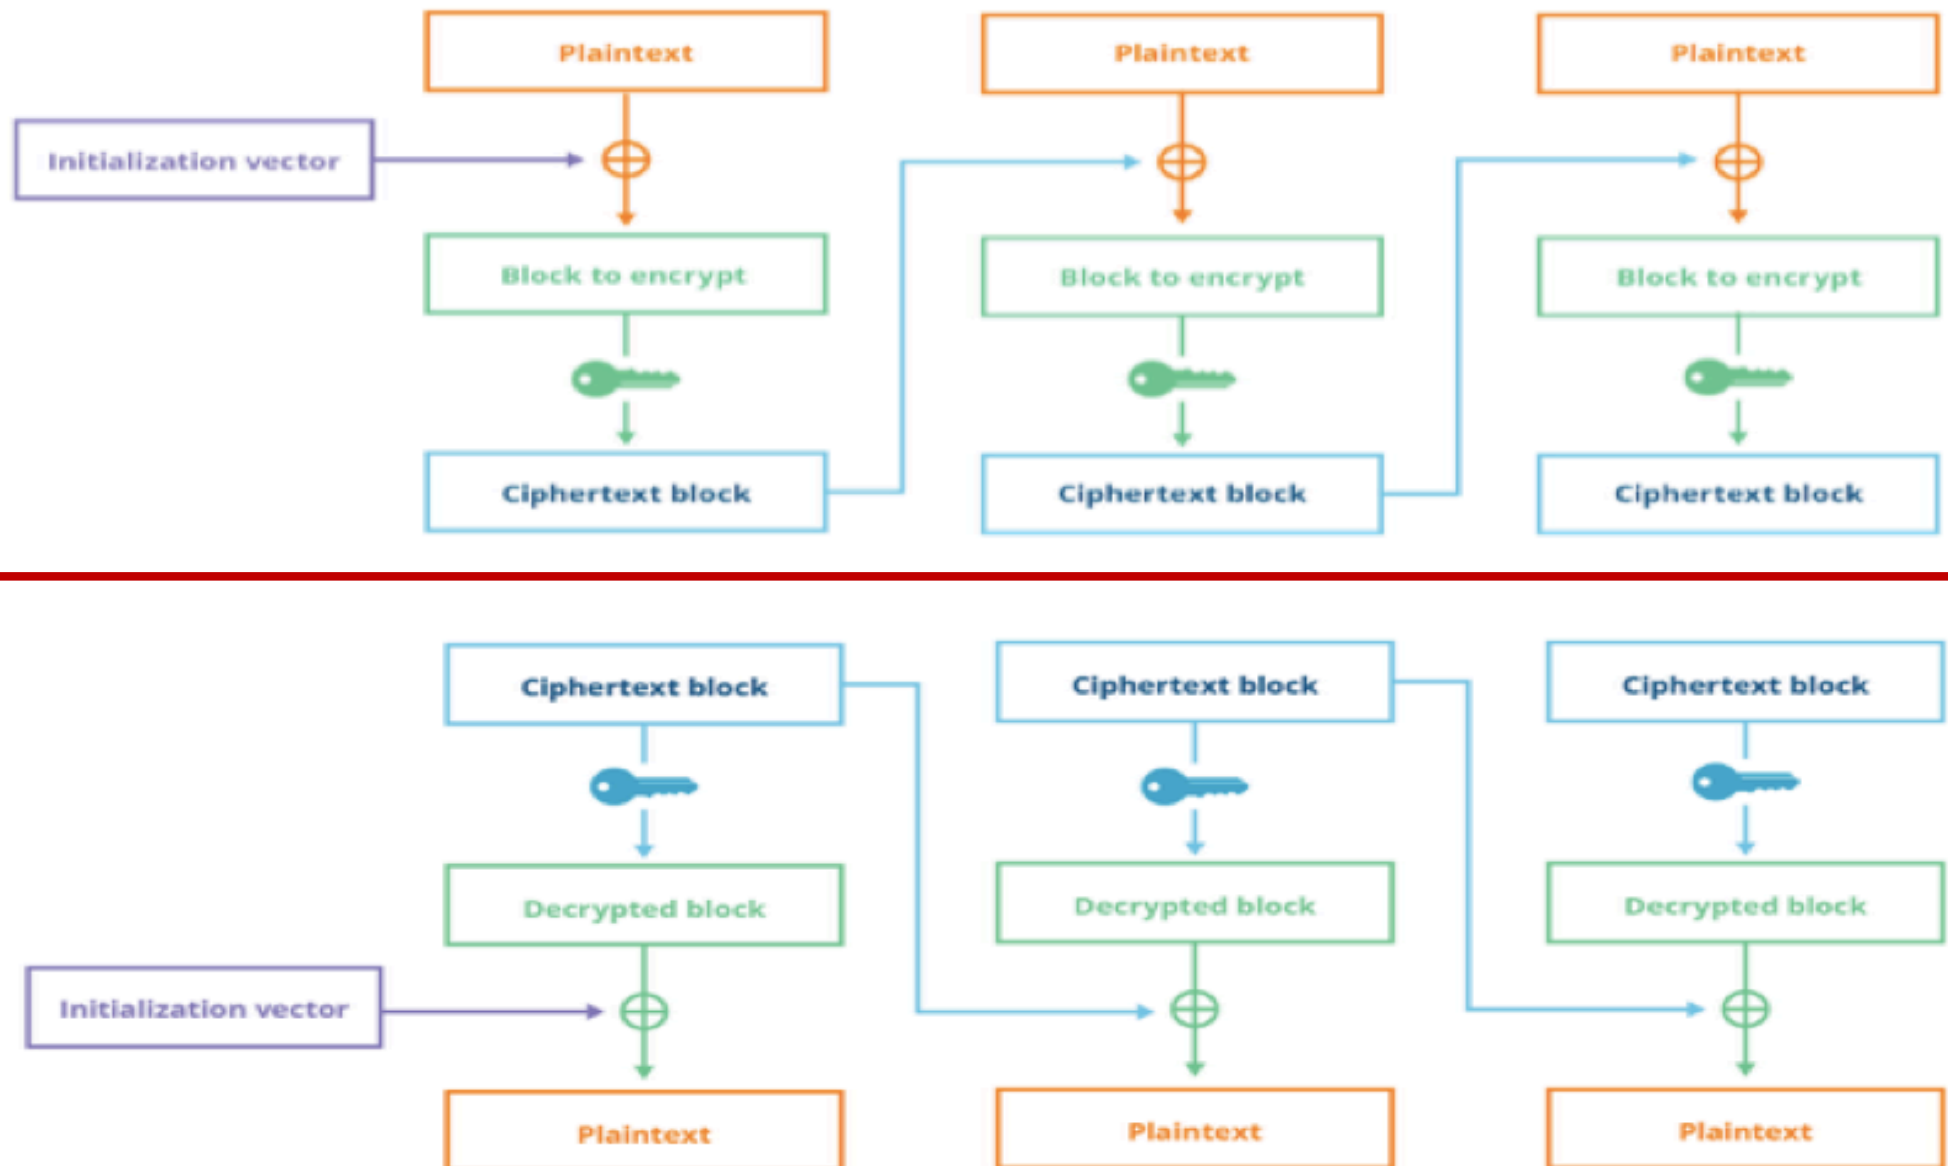 Plaintext
Plaintext
Plaintext
Initialization vector
Block to encrypt
Block to encrypt
Block to encrypt
Ciphertext block
Ciphertext block
Ciphertext block
Ciphertext block
Ciphertext block
Ciphertext block
Decrypted block
Decrypted block
Decrypted block
Initialization vector
Plaintext
Plaintext
Plaintext